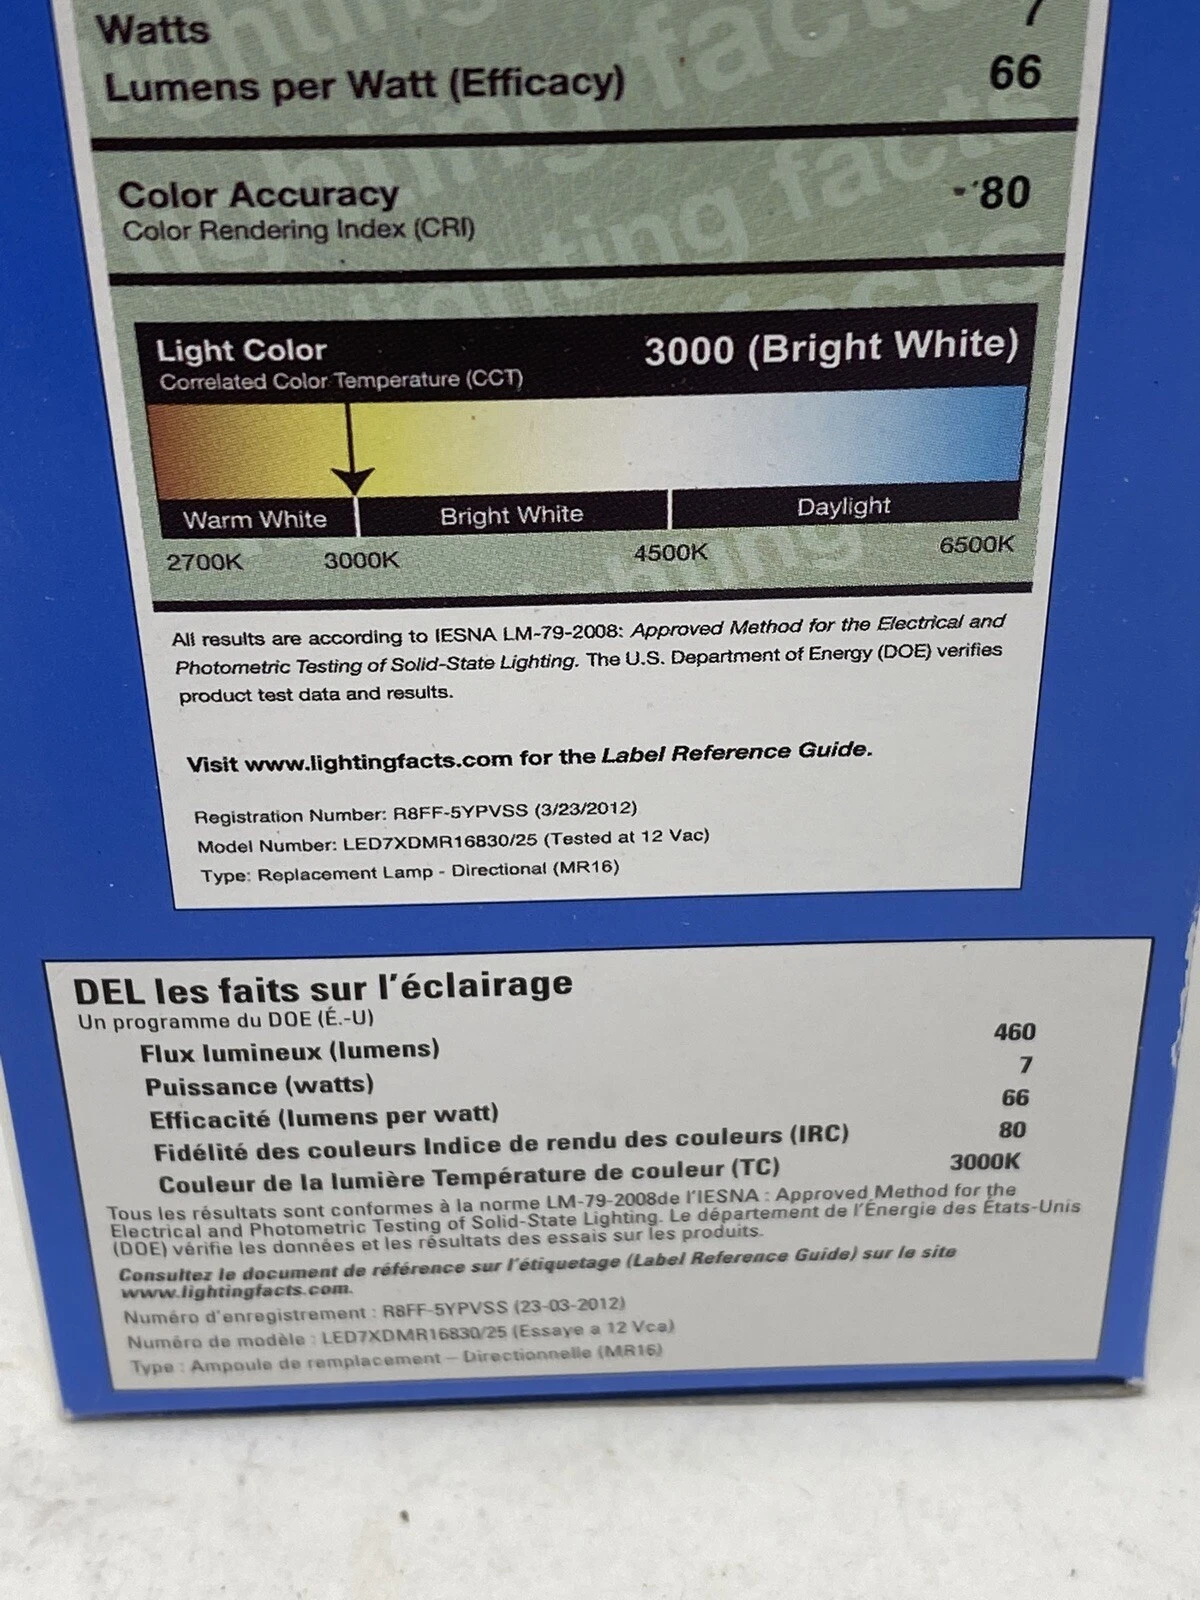 Watts 7
Lumens per Watt (Efficacy) 66
Color Accuracy 80
Color Rendering Index (CRI)
Light Color 3000 (Bright White)
Correlated Color Temperature (CCT)
Warm White Bright White Daylight
2700K 3000K 4500K 6500K
All results are according to IESNA LM-79-2008: Approved Method for the Electrical and
Photometric Testing of Solid-State Lighting. The U.S. Department of Energy (DOE) verifies
product test data and results.
Visit www.lightingfacts.com for the Label Reference Guide.
Registration Number: R8FF-5YPVSS (3/23/2012)
Model Number: LED7XDMR16830/25 (Tested at 12 Vac)
Type: Replacement Lamp - Directional (MR16)
DEL les faits sur l'éclairage
Un programme du DOE (É.-U)
Flux lumineux (lumens) 460
Puissance (watts) 7
Efficacité (lumens per watt) 66
Fidélité des couleurs Indice de rendu des couleurs (IRC) 80
Couleur de la lumière Température de couleur (TC) 3000K
Tous les résultats sont conformes à la norme LM-79-2008de l'IESNA : Approved Method for the
Electrical and Photometric Testing of Solid-State Lighting. Le département de l'Énergie des États-Unis
(DOE) vérifie les données et les résultats des essais sur les produits.
Consultez le document de référence sur l'étiquetage (Label Reference Guide) sur le site
www.lightingfacts.com.
Numéro d'enregistrement : R8FF-5YPVSS (23-03-2012)
Numéro de modèle : LED7XDMR16830/25 (Essaye a 12 Vca)
Type : Ampoule de remplacement – Directionnelle (MR16)